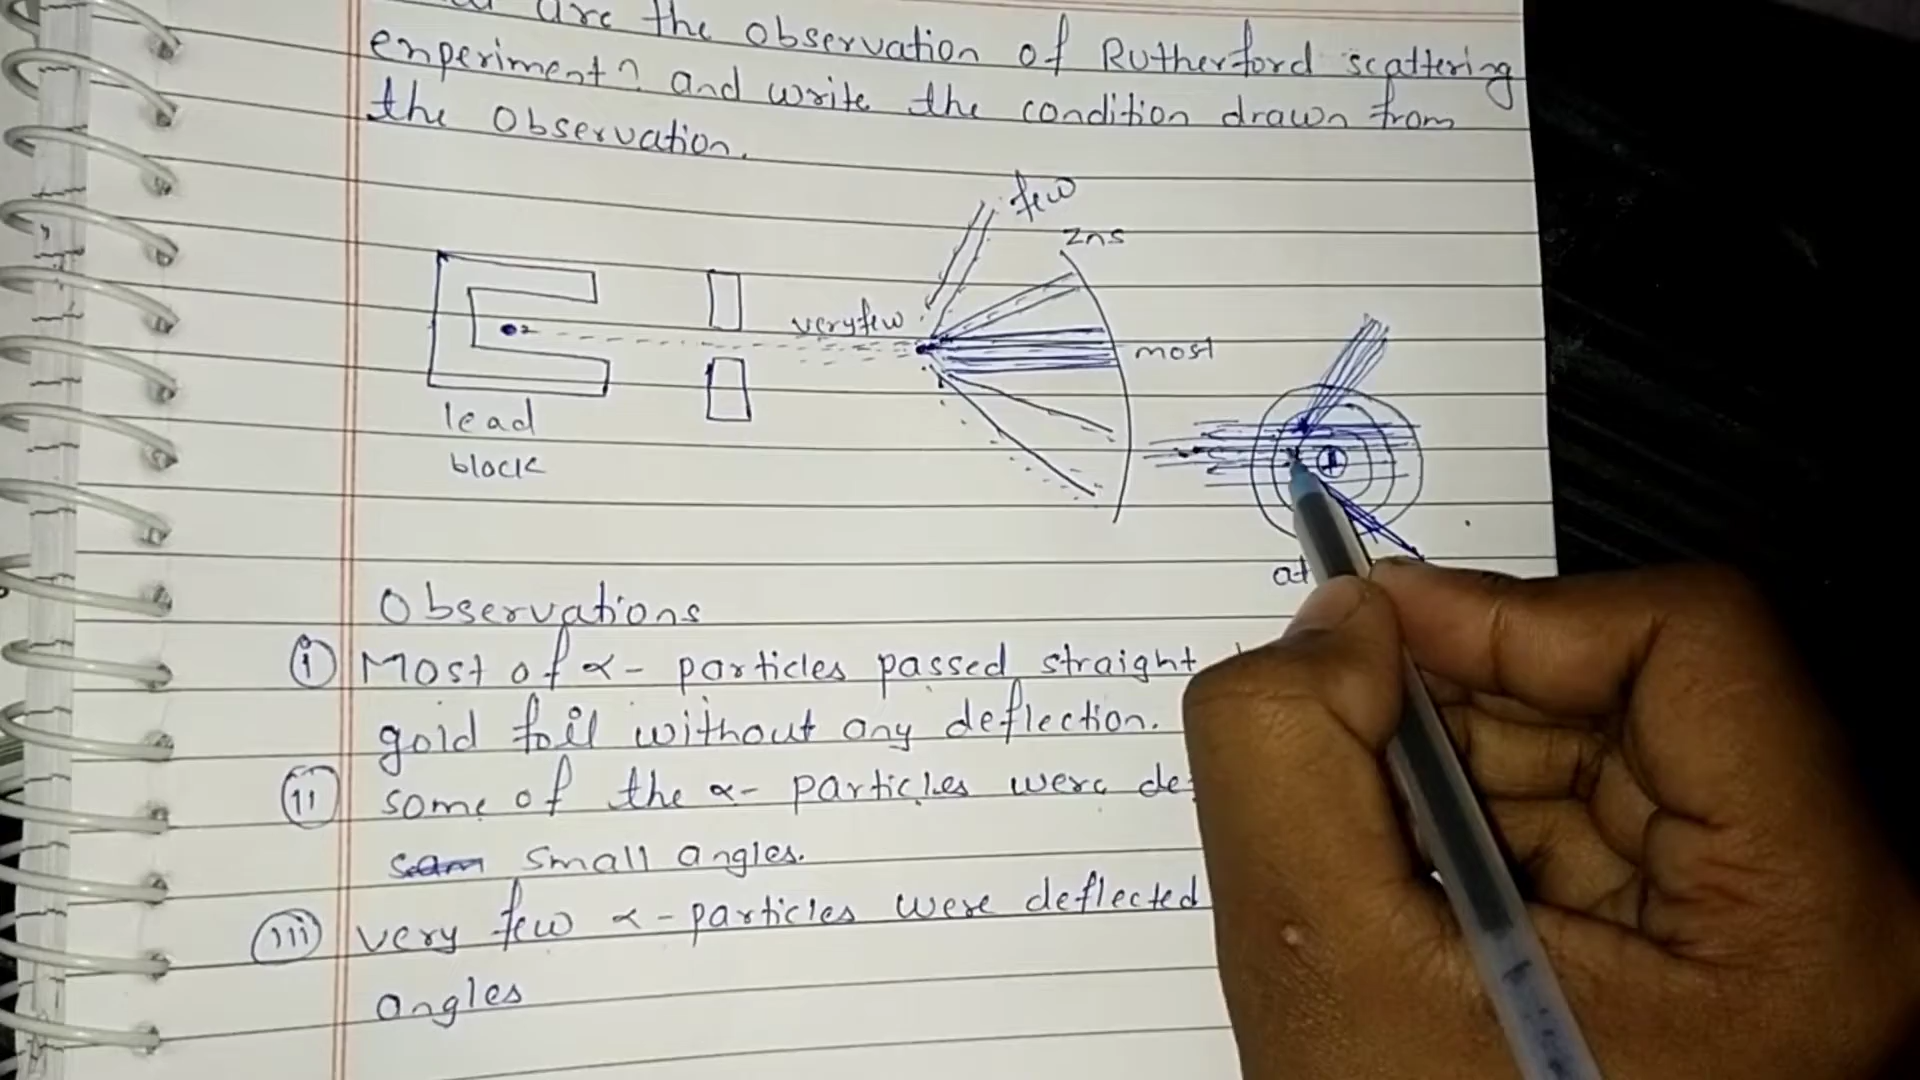 are the observation of Rutherford scattering
experiment? and write the condition drawn from
the observation.
few
zns
very few
most
lead
block
at
Observations
(i) Most of α- particles passed straight
gold foil without any deflection.
(ii) some of the α- particles were de
small angles.
(iii) very few α-particles were deflected
angles